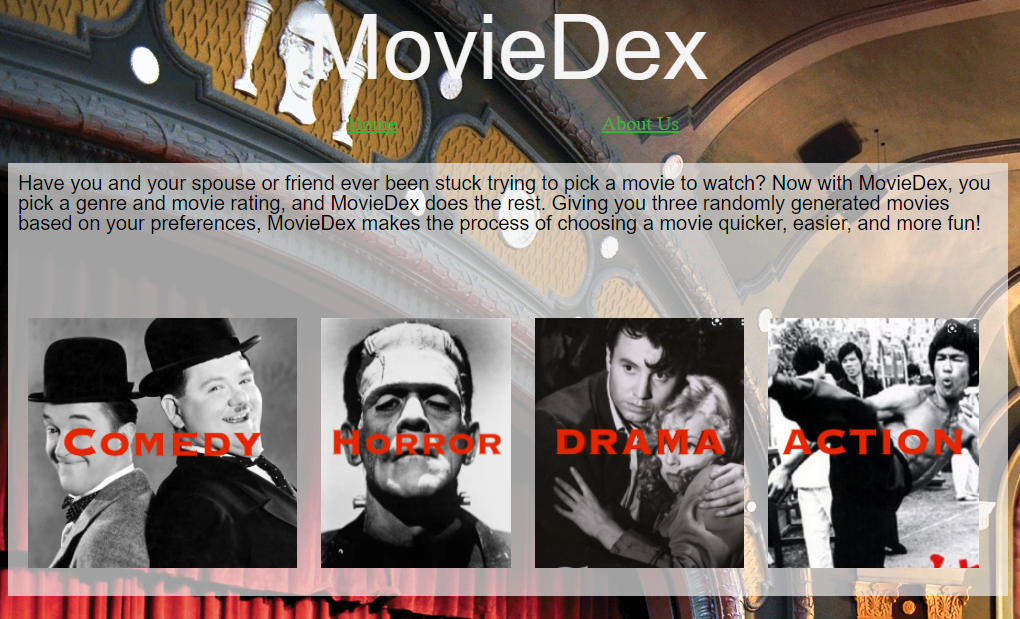 MovieDex
Home About Us
Have you and your spouse or friend ever been stuck trying to pick a movie to watch? Now with MovieDex, you
pick a genre and movie rating, and MovieDex does the rest. Giving you three randomly generated movies
based on your preferences, MovieDex makes the process of choosing a movie quicker, easier, and more fun!
COMEDY HORROR DRAMA ACTION